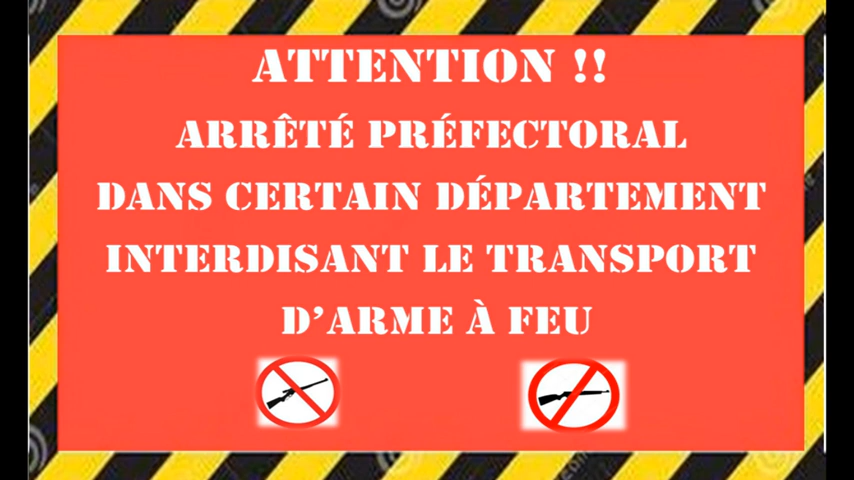 ATTENTION !!
ARRÊTÉ PRÉFECTORAL
DANS CERTAIN DÉPARTEMENT
INTERDISANT LE TRANSPORT
D’ARME À FEU